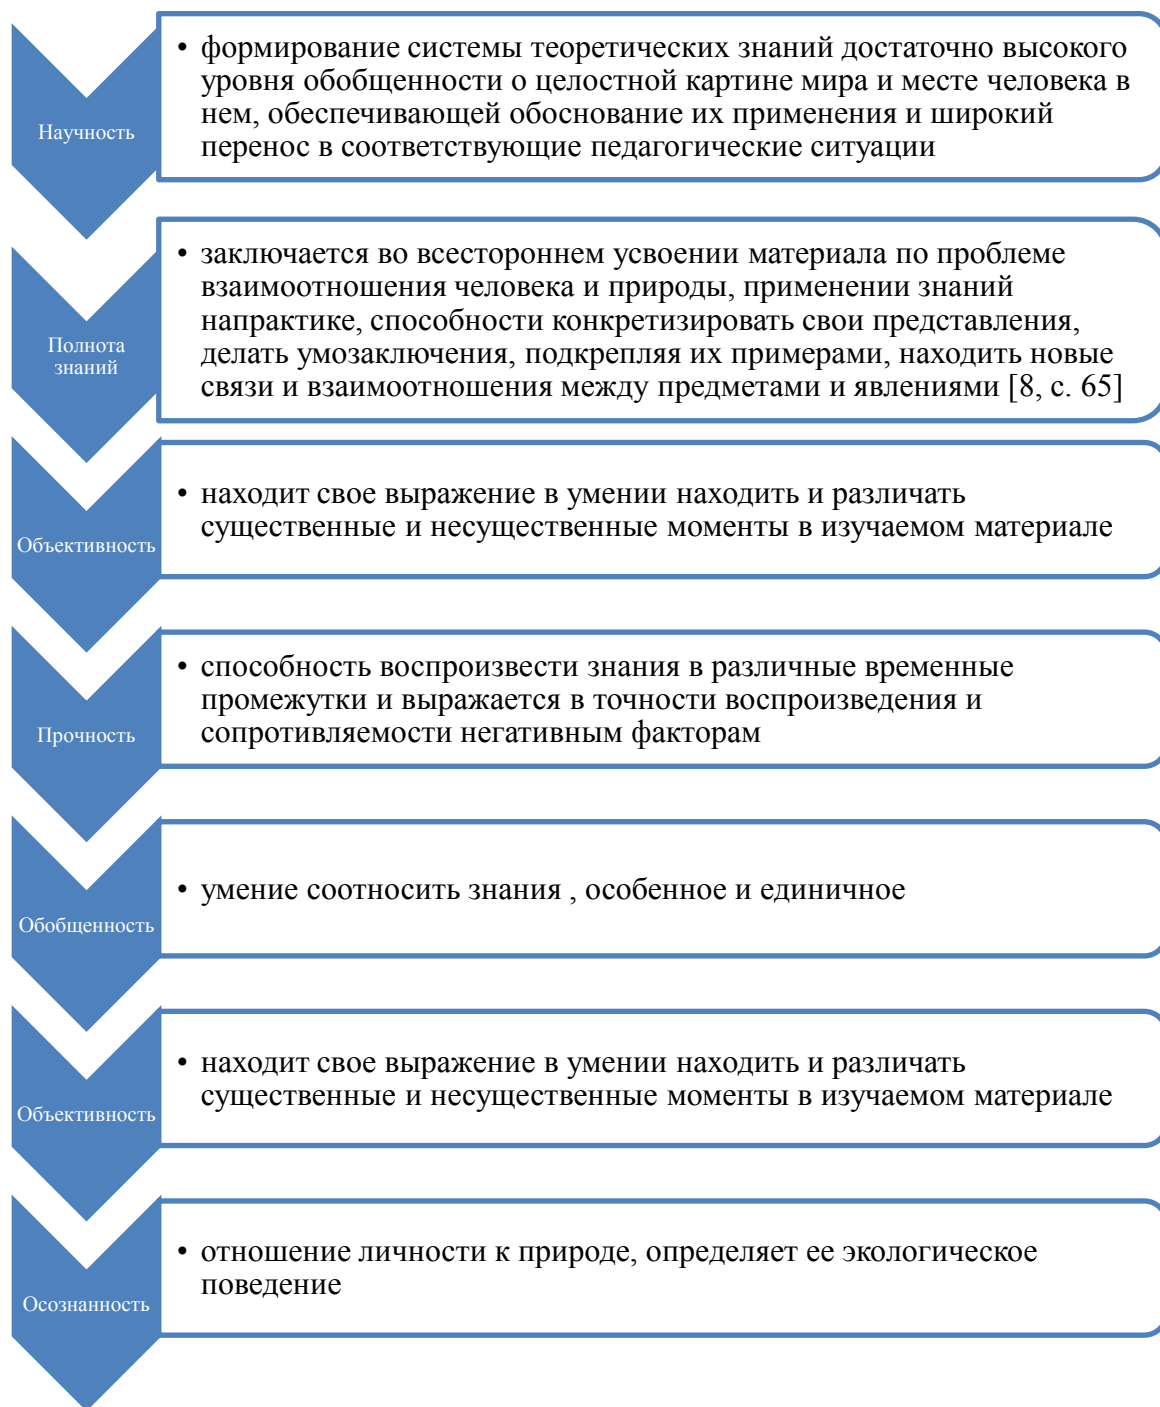 Научность
• формирование системы теоретических знаний достаточно высокого
уровня обобщенности о целостной картине мира и месте человека в
нем, обеспечивающей обоснование их применения и широкий
перенос в соответствующие педагогические ситуации
Полнота
знаний
• заключается во всестороннем усвоении материала по проблеме
взаимоотношения человека и природы, применении знаний
напрактике, способности конкретизировать свои представления,
делать умозаключения, подкрепляя их примерами, находить новые
связи и взаимоотношения между предметами и явлениями [8, с. 65]
Объективность
• находит свое выражение в умении находить и различать
существенные и несущественные моменты в изучаемом материале
Прочность
• способность воспроизвести знания в различные временные
промежутки и выражается в точности воспроизведения и
сопротивляемости негативным факторам
Обобщенность
• умение соотносить знания , особенное и единичное
Объективность
• находит свое выражение в умении находить и различать
существенные и несущественные моменты в изучаемом материале
Осознанность
• отношение личности к природе, определяет ее экологическое
поведение